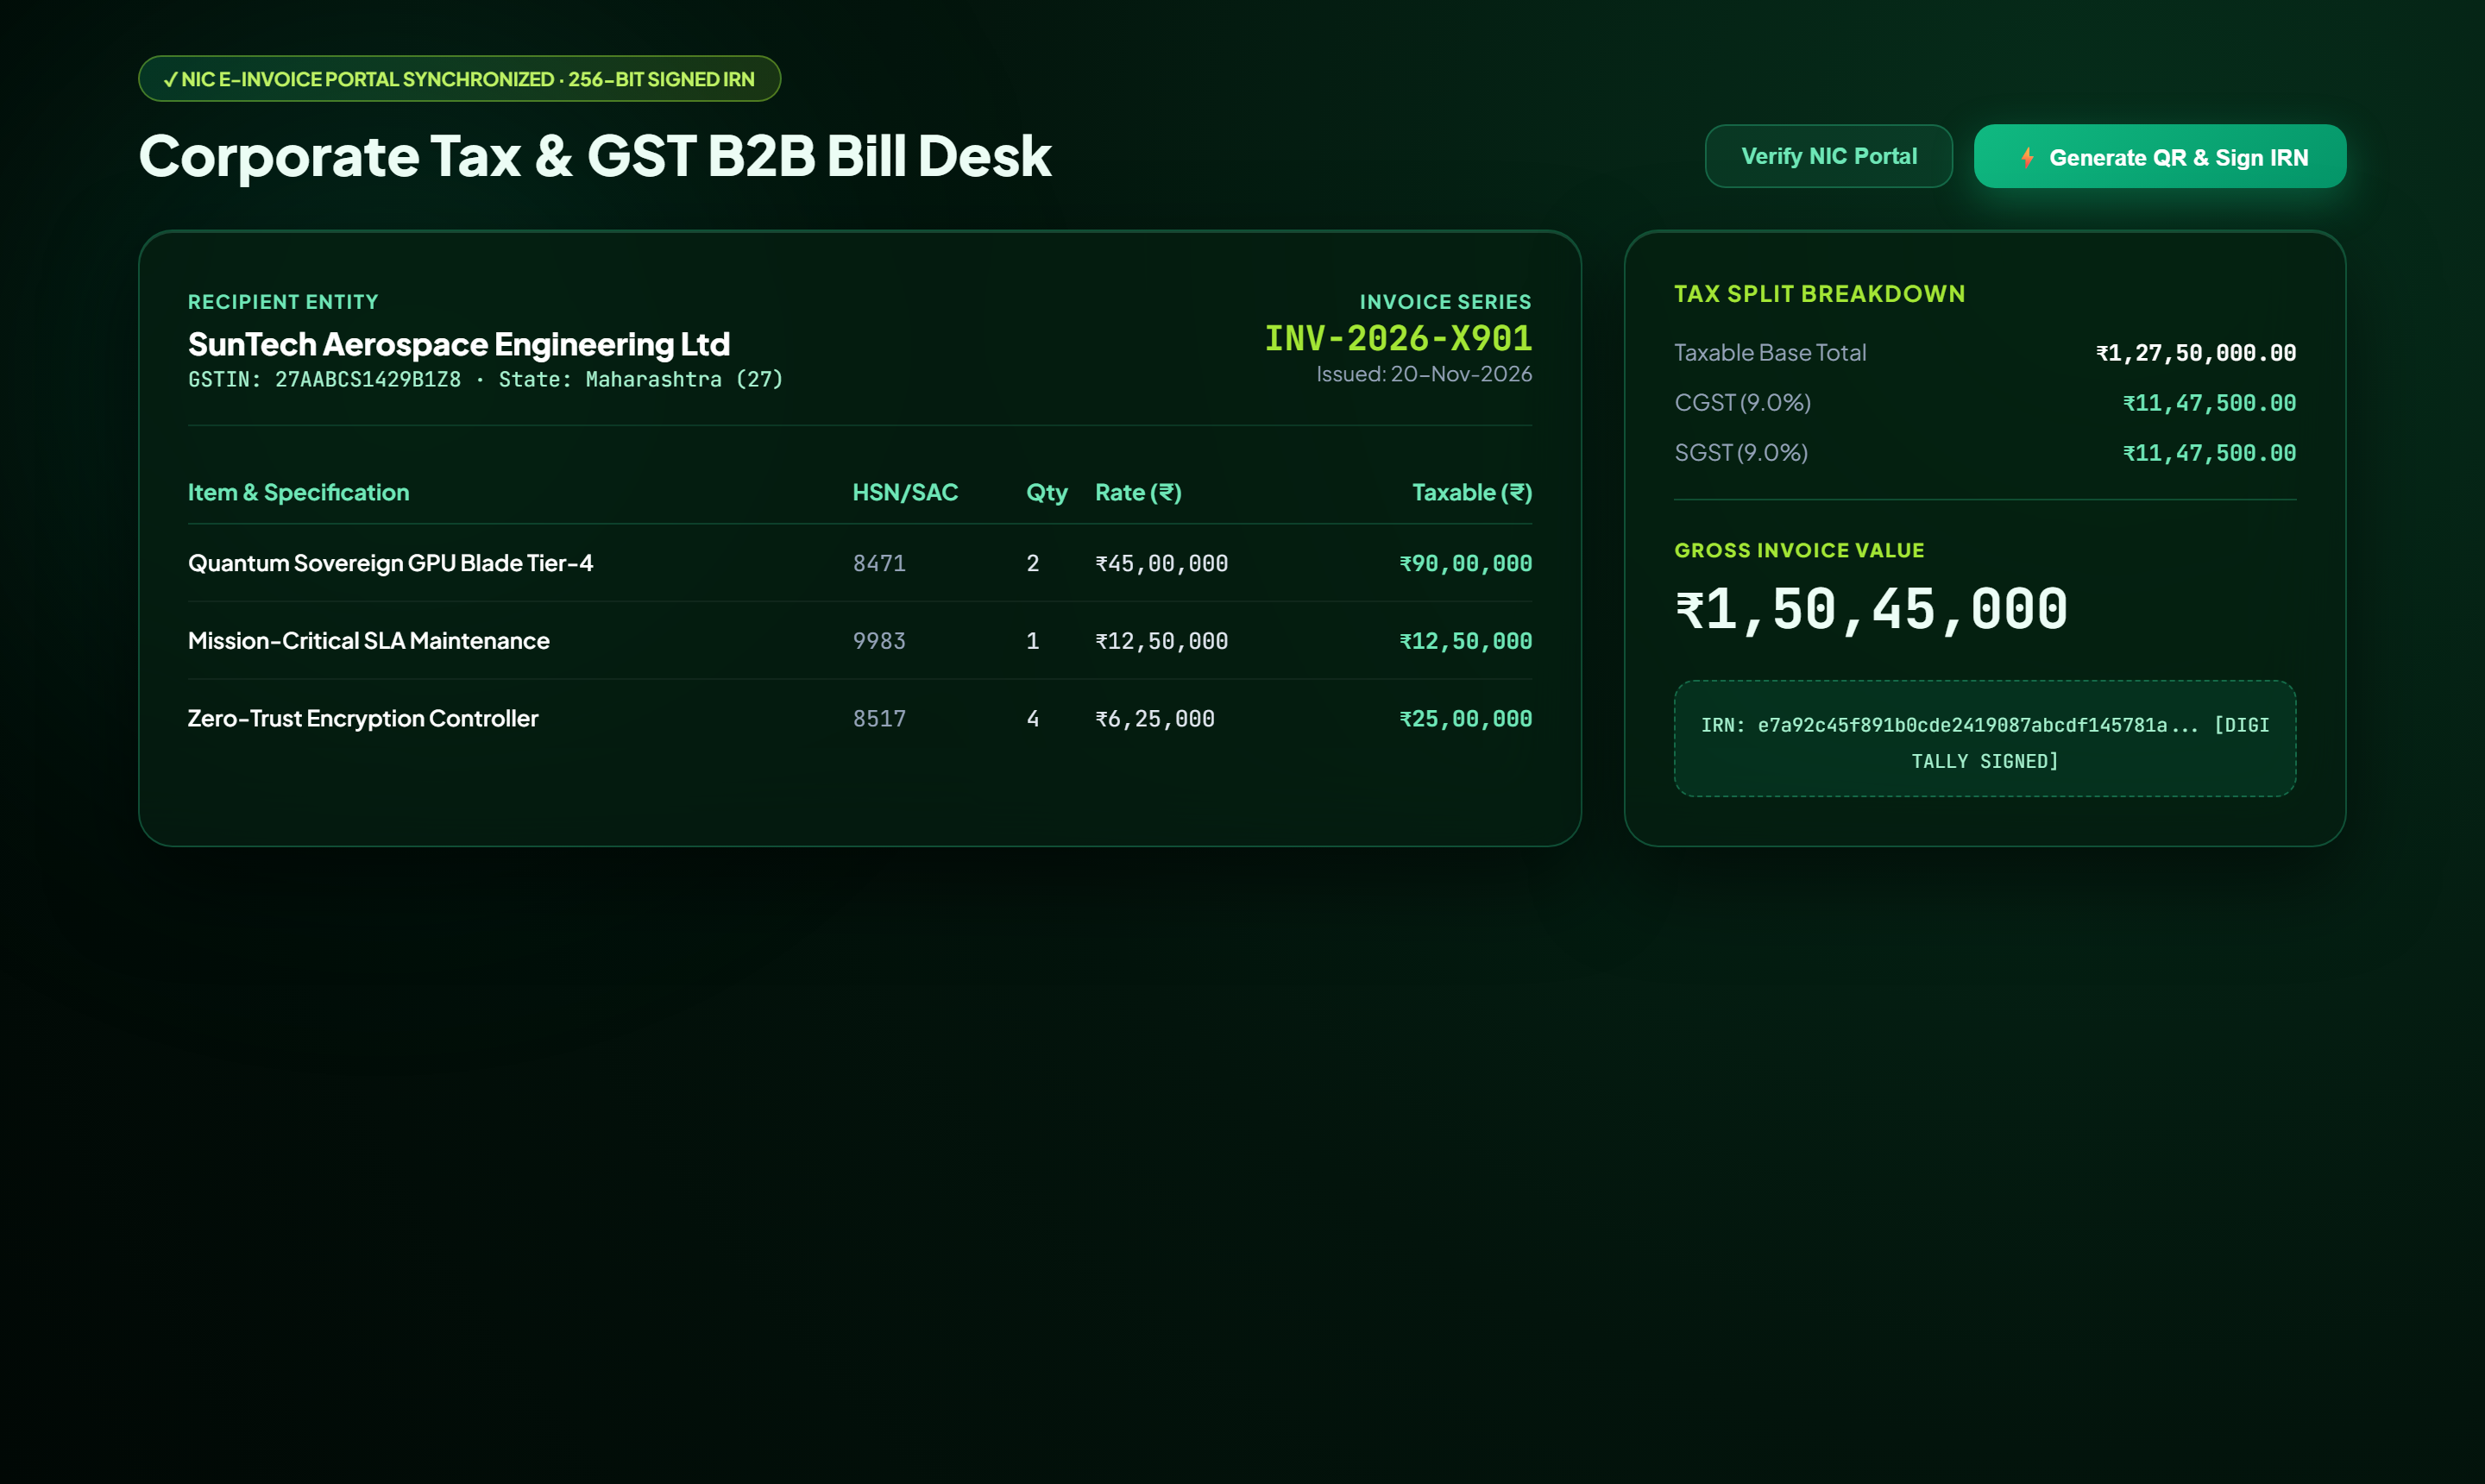 ✓ NIC E-INVOICE PORTAL SYNCHRONIZED · 256-BIT SIGNED IRN
Corporate Tax & GST B2B Bill Desk
Verify NIC Portal
⚡ Generate QR & Sign IRN
RECIPIENT ENTITY
SunTech Aerospace Engineering Ltd
GSTIN: 27AABCS1429B1Z8 · State: Maharashtra (27)
INVOICE SERIES
INV-2026-X901
Issued: 20-Nov-2026
Item & Specification HSN/SAC Qty Rate (₹) Taxable (₹)
Quantum Sovereign GPU Blade Tier-4 8471 2 ₹45,00,000 ₹90,00,000
Mission-Critical SLA Maintenance 9983 1 ₹12,50,000 ₹12,50,000
Zero-Trust Encryption Controller 8517 4 ₹6,25,000 ₹25,00,000
TAX SPLIT BREAKDOWN
Taxable Base Total ₹1,27,50,000.00
CGST (9.0%) ₹11,47,500.00
SGST (9.0%) ₹11,47,500.00
GROSS INVOICE VALUE
₹1,50,45,000
IRN: e7a92c45f891b0cde2419087abcdf145781a... [DIGI
TALLY SIGNED]